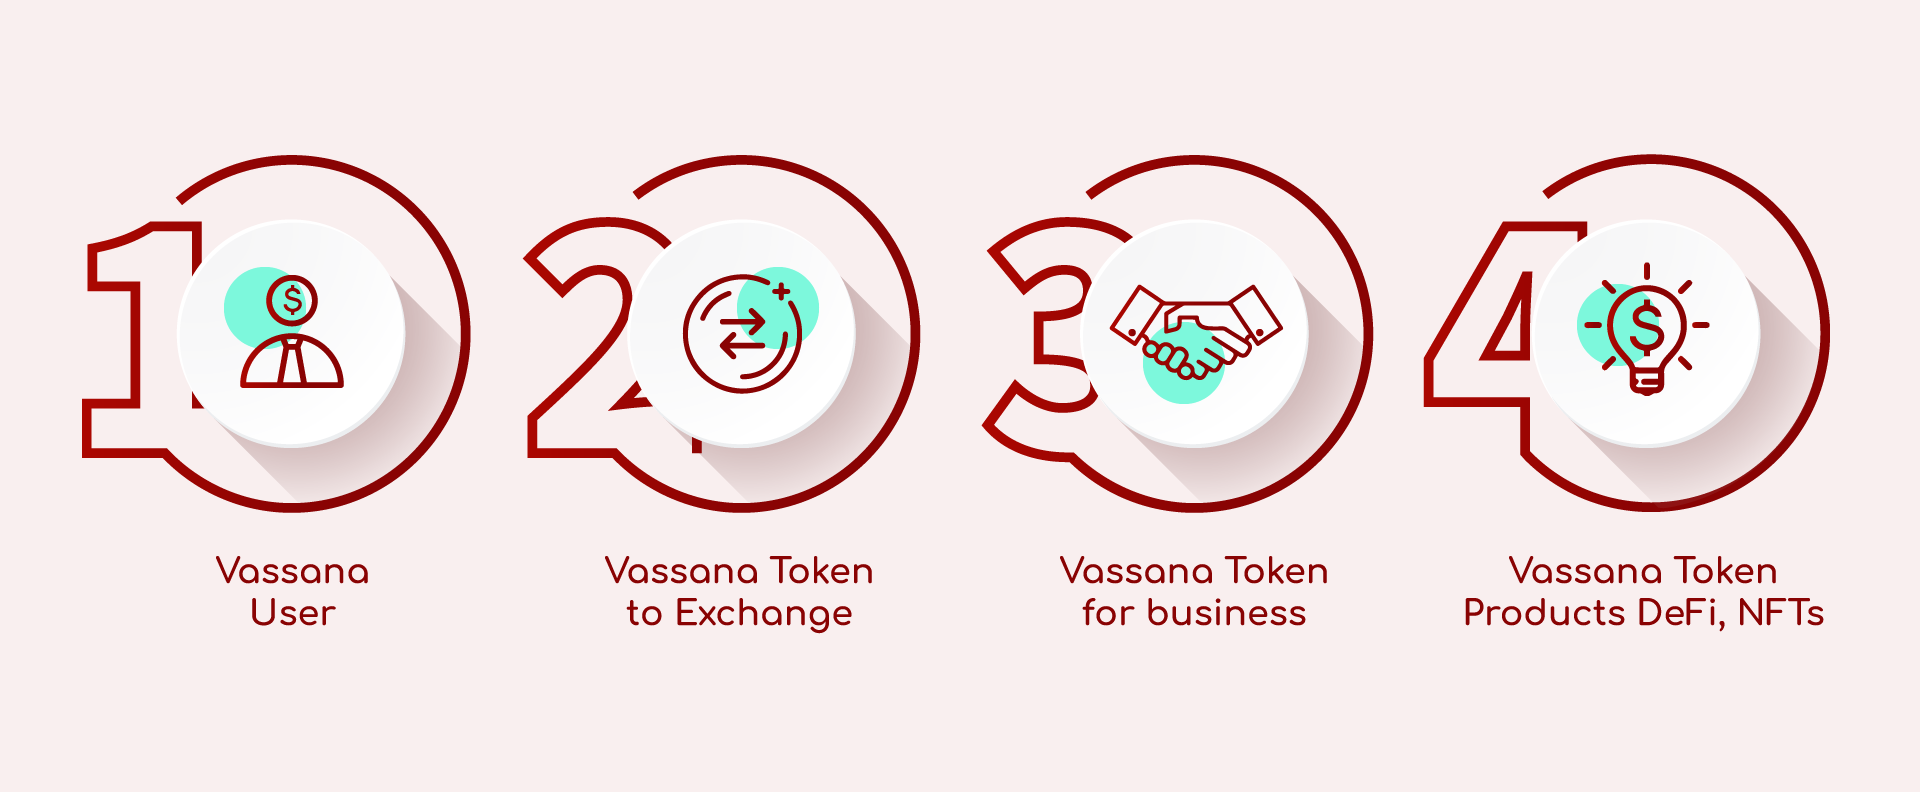 1
Vassana
User
2
Vassana Token
to Exchange
3
Vassana Token
for business
4
Vassana Token
Products DeFi, NFTs